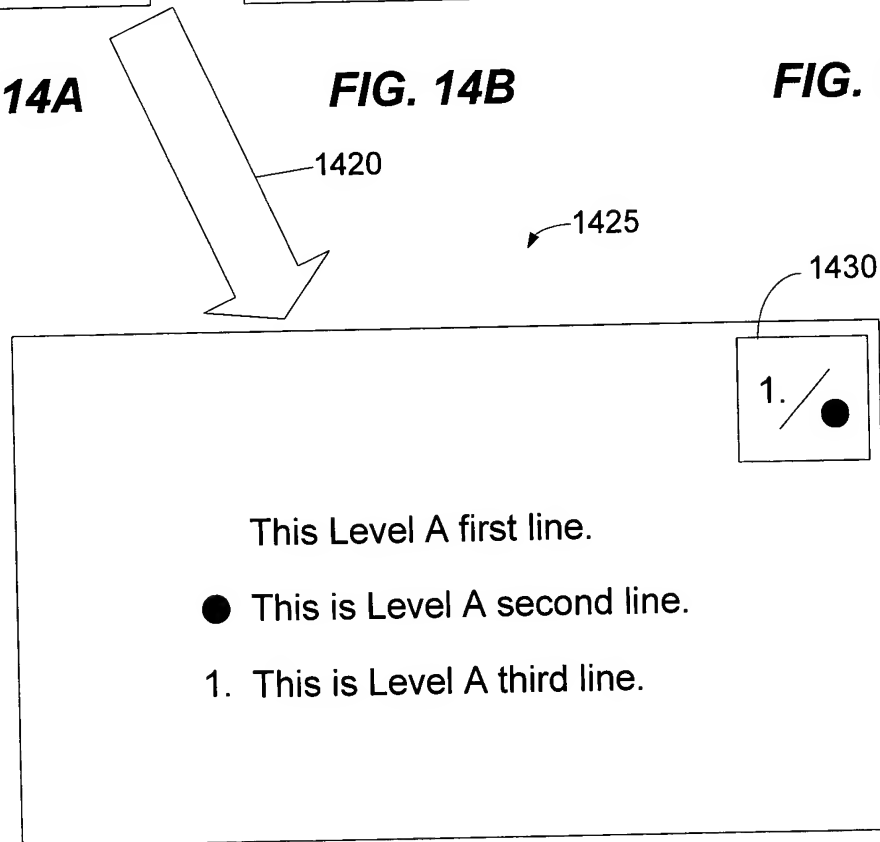 14A
FIG. 14B
FIG.
1420
1425
1430
1.
This Level A first line.
● This is Level A second line.
1. This is Level A third line.